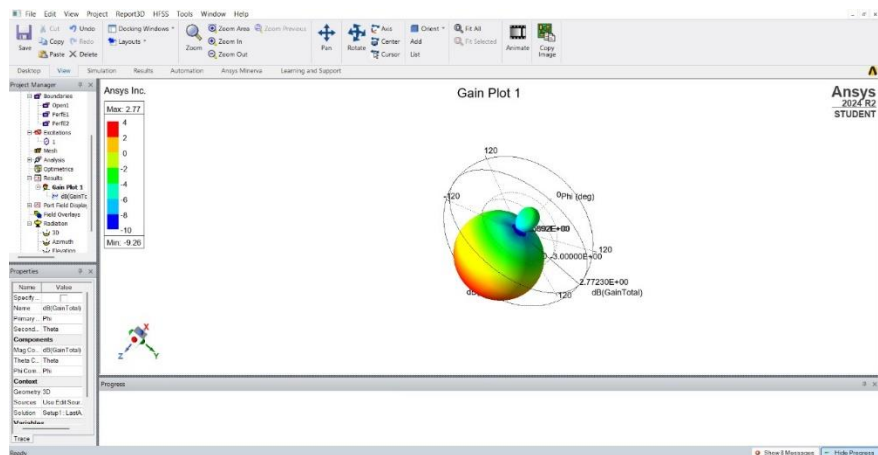 File Edit View Project Report3D HFSS Tools Window Help
Save
Cut
Copy
Paste
Undo
Redo
Delete
Docking Windows
Layouts
Zoom
Zoom Area
Zoom Previous
Zoom In
Zoom Out
Pan
Rotate
Axis
Center
Cursor
Orient
Add
List
Fit All
Fit Selected
Animate
Copy Image
Desktop View Simulation Results Automation Ansys Minerva Learning and Support
Project Manager
Boundaries
Open1
PerfE1
PerfE2
Excitations
1
Mesh
Analysis
Optimetrics
Results
Gain Plot 1
dB(GainTo
Port Field Display
Field Overlays
Radiation
3D
Azimuth
Elevation
Properties
Name Value
Specify...
Name dB(GainTotal)
Primary... Phi
Second... Theta
Components
Mag Co... dB(GainTotal)
Theta C... Theta
Phi Com... Phi
Context
Geometry 3D
Sources Use Edit Sour...
Solution Setup1 : LastA...
Variables
Trace
Ansys Inc.
Max: 2.77
4
2
0
-2
-4
-6
-8
-10
Min: -9.26
Gain Plot 1
Ansys
2024 R2
STUDENT
120
-120
0Phi (deg)
-3.00000E+00
120
2.77230E+00
120
dB(GainTotal)
X
Z
Y
Progress
Ready
Show 8 Messages
Hide Progress